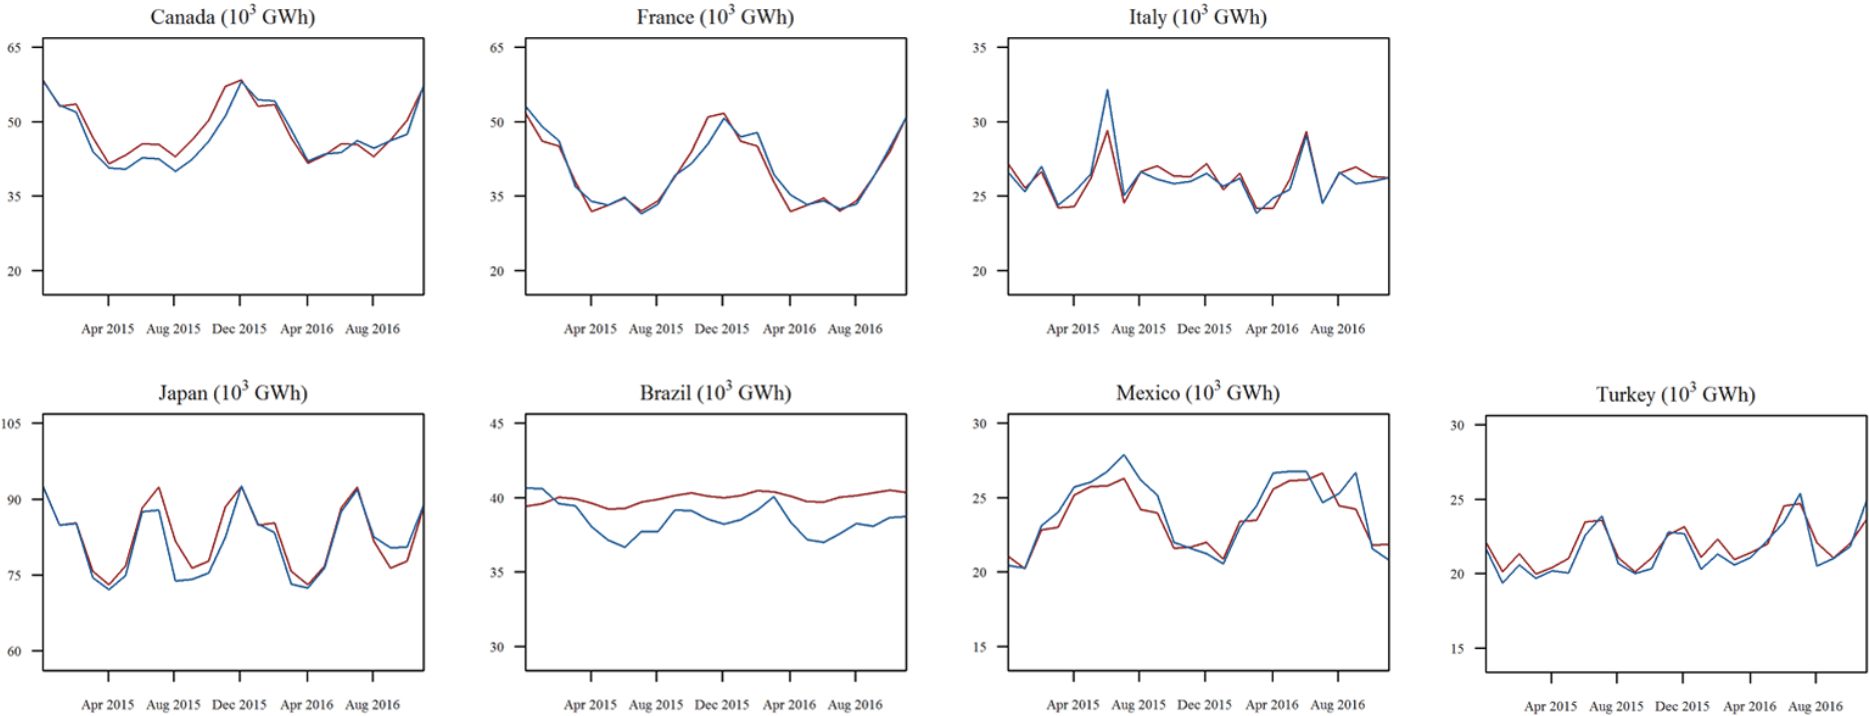 Canada (10³ GWh)
65
50
35
20
Apr 2015 Aug 2015 Dec 2015 Apr 2016 Aug 2016
France (10³ GWh)
65
50
35
20
Apr 2015 Aug 2015 Dec 2015 Apr 2016 Aug 2016
Italy (10³ GWh)
35
30
25
20
Apr 2015 Aug 2015 Dec 2015 Apr 2016 Aug 2016
Japan (10³ GWh)
105
90
75
60
Apr 2015 Aug 2015 Dec 2015 Apr 2016 Aug 2016
Brazil (10³ GWh)
45
40
35
30
Apr 2015 Aug 2015 Dec 2015 Apr 2016 Aug 2016
Mexico (10³ GWh)
30
25
20
15
Apr 2015 Aug 2015 Dec 2015 Apr 2016 Aug 2016
Turkey (10³ GWh)
30
25
20
15
Apr 2015 Aug 2015 Dec 2015 Apr 2016 Aug 2016